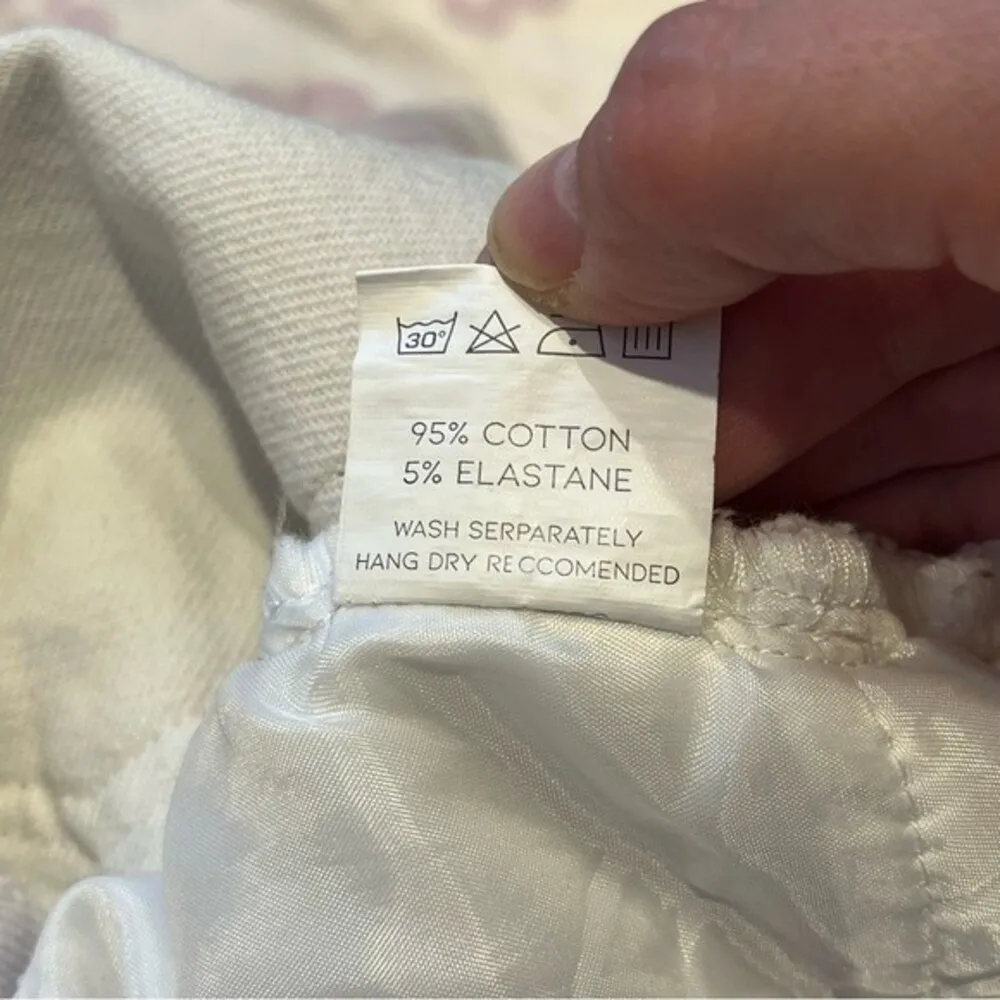 30°
95% COTTON
5% ELASTANE
WASH SERPARATELY
HANG DRY RECCOMENDED